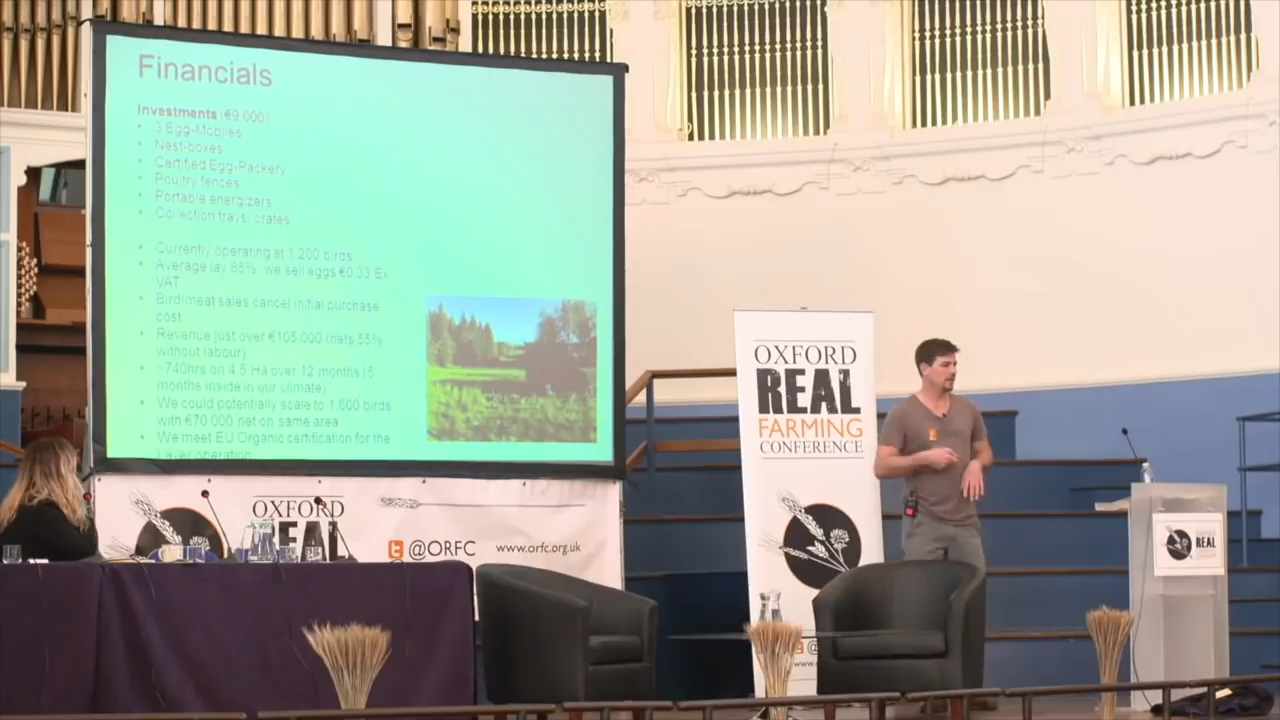 Financials
Investments (€9 000)
• 3 Egg-Mobiles
• Nest-boxes
• Certified Egg-Packery
• Poultry fences
• Portable energizers
• Collection trays/ crates
• Currently operating at 1 200 birds
• Average lay 85%, we sell eggs €0.33 Ex
VAT
• Bird/meat sales cancel initial purchase
cost
• Revenue just over €105,000 (nets 55%
without labour)
• >740hrs on 4.5 Ha over 12 months (5
months inside in our climate)
• We could potentially scale to 1,600 birds
with €70,000 net on same area
• We meet EU Organic certification for the
Layer operation
OXFORD
REAL
@ORFC www.orfc.org.uk
OXFORD
REAL
FARMING
CONFERENCE
@
www.
REAL